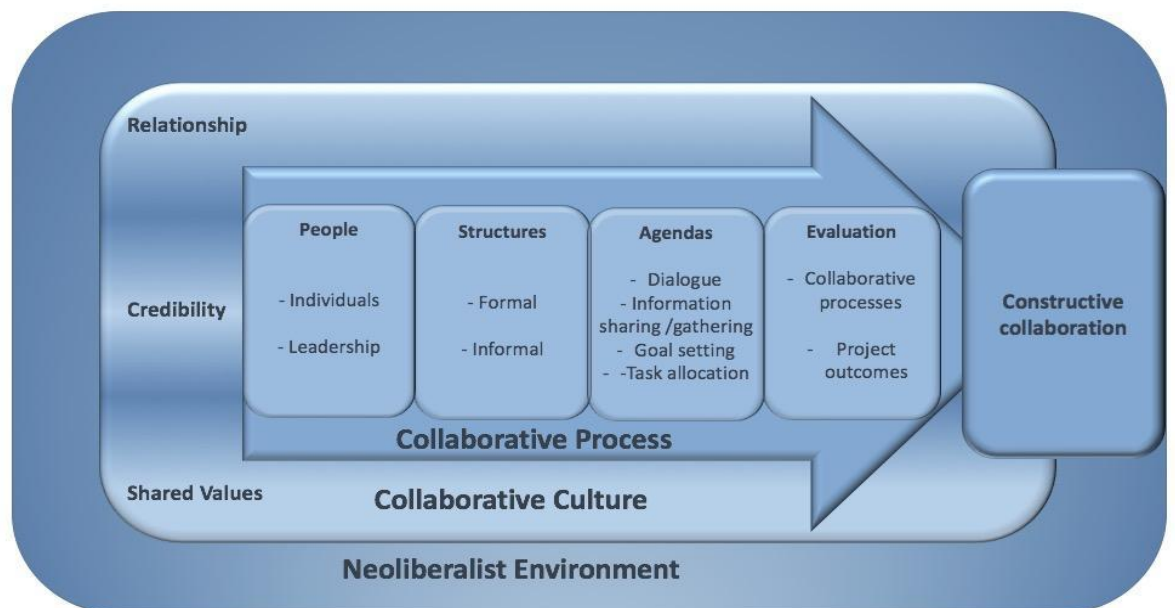 Relationship
Credibility
Shared Values
People
- Individuals
- Leadership
Structures
- Formal
- Informal
Agendas
- Dialogue
- Information
sharing /gathering
- Goal setting
- -Task allocation
Evaluation
- Collaborative
processes
- Project
outcomes
Constructive
collaboration
Collaborative Process
Collaborative Culture
Neoliberalist Environment